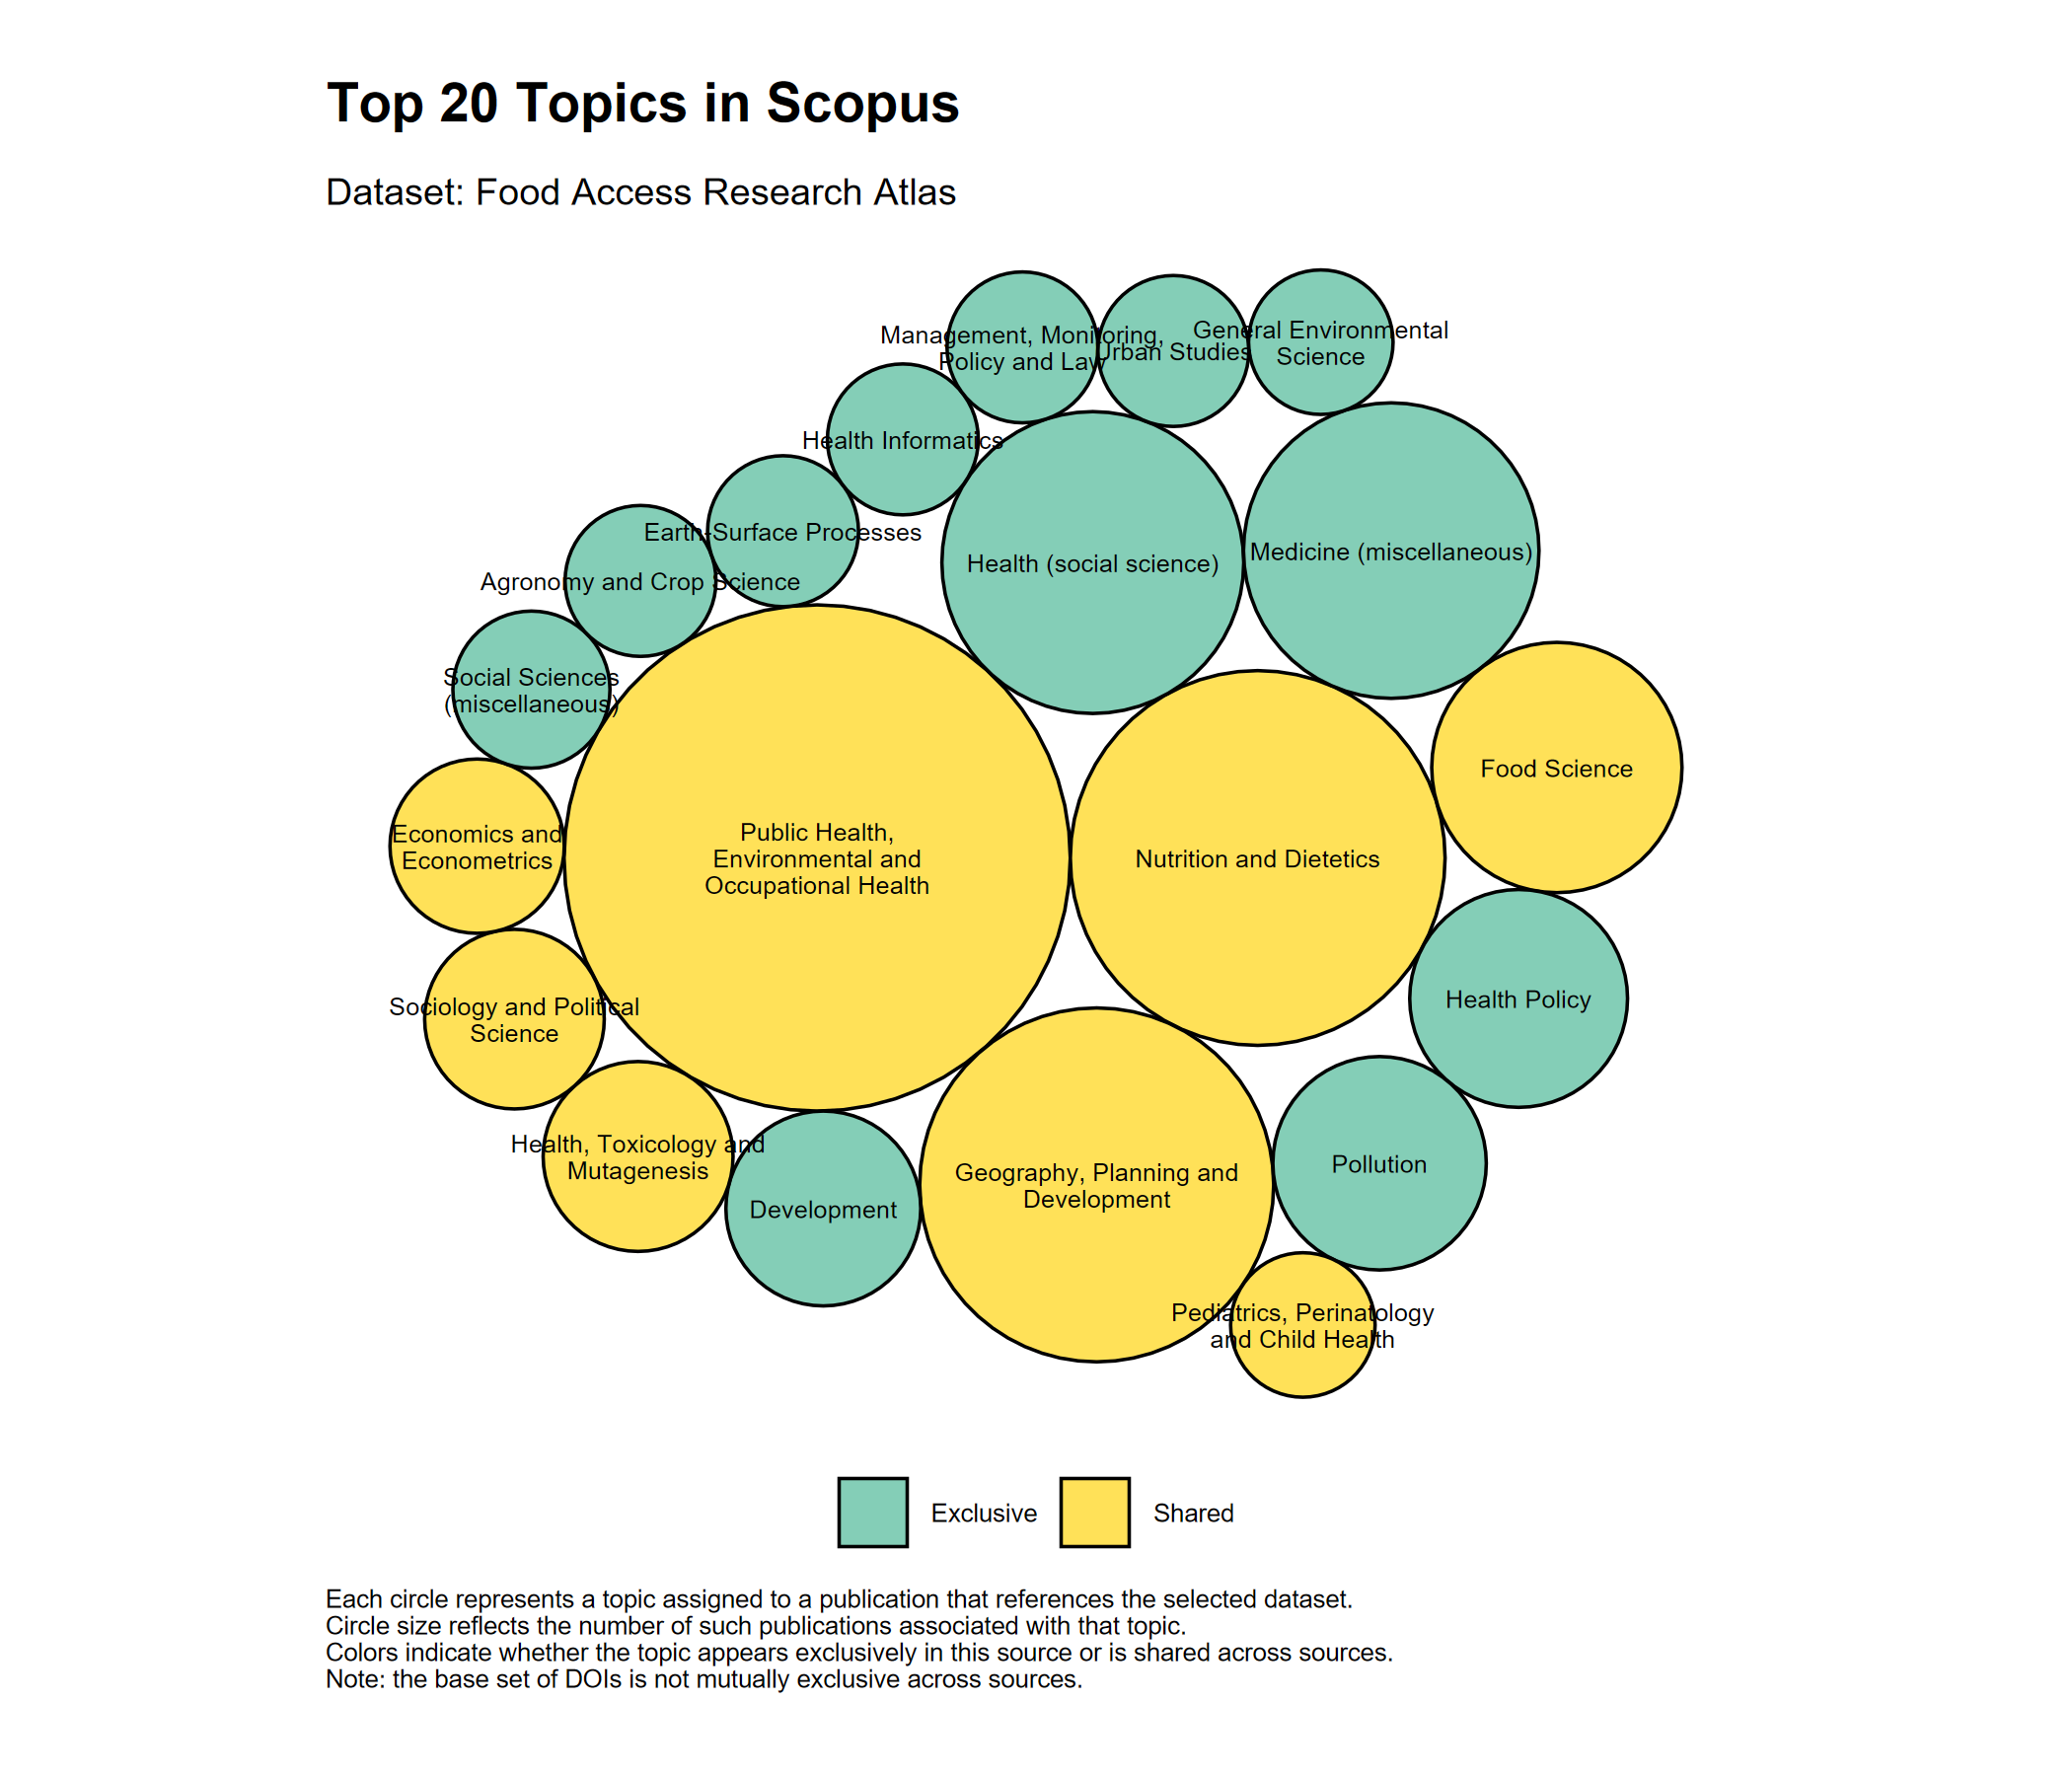 Top 20 Topics in Scopus
Dataset: Food Access Research Atlas
Management, Monitoring,
Policy and Law
Urban Studies
General Environmental
Science
Health Informatics
Earth-Surface Processes
Health (social science)
Medicine (miscellaneous)
Agronomy and Crop Science
Social Sciences
(miscellaneous)
Food Science
Economics and
Econometrics
Public Health,
Environmental and
Occupational Health
Nutrition and Dietetics
Sociology and Political
Science
Health Policy
Health, Toxicology and
Mutagenesis
Development
Geography, Planning and
Development
Pollution
Pediatrics, Perinatology
and Child Health
Exclusive
Shared
Each circle represents a topic assigned to a publication that references the selected dataset.
Circle size reflects the number of such publications associated with that topic.
Colors indicate whether the topic appears exclusively in this source or is shared across sources.
Note: the base set of DOIs is not mutually exclusive across sources.